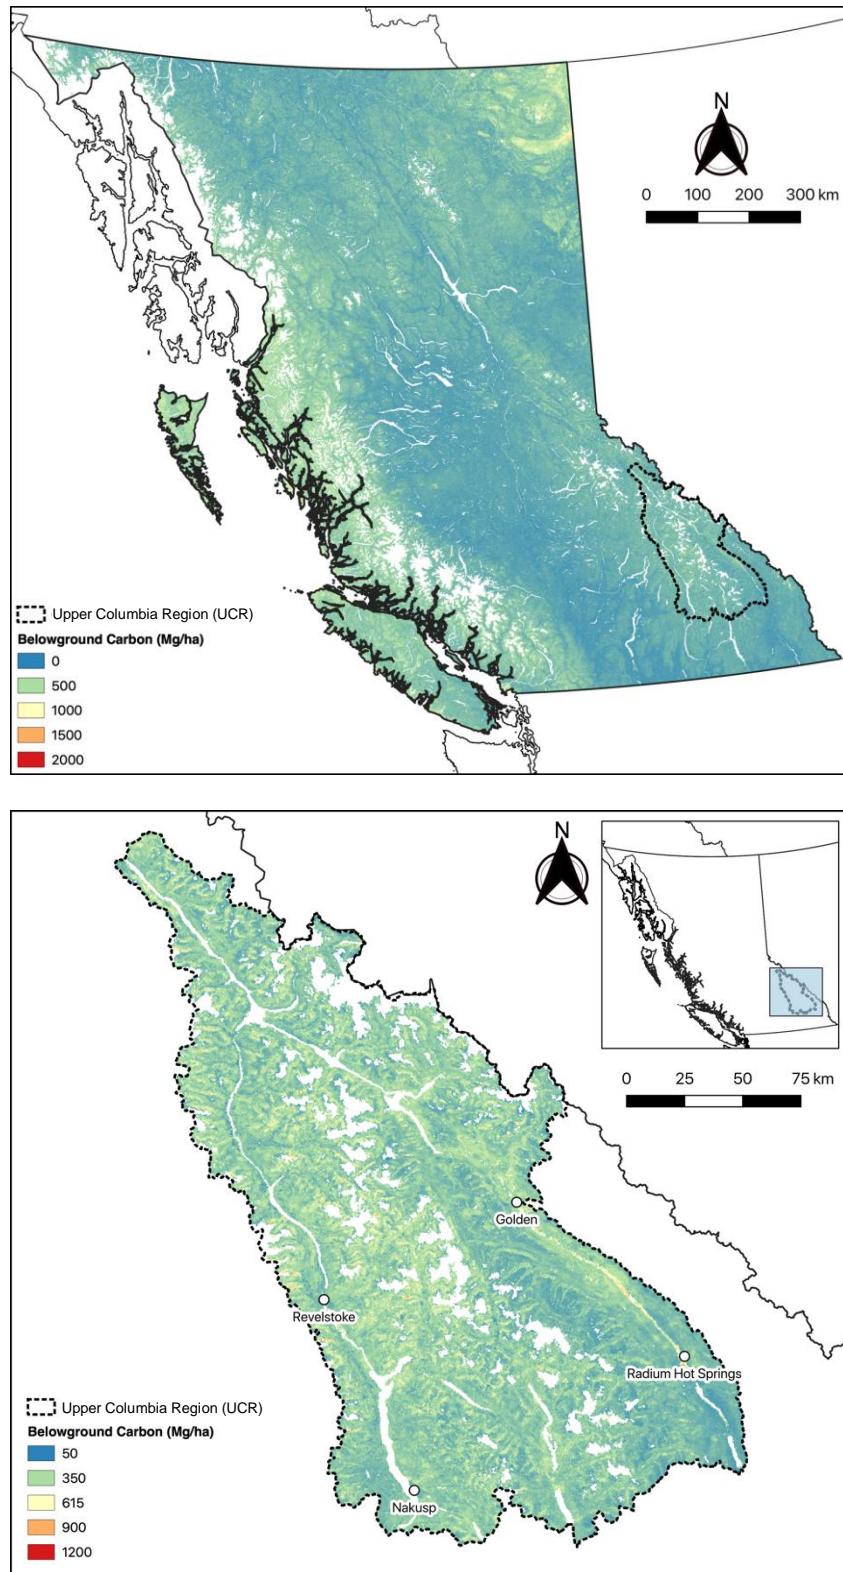 N
0 100 200 300 km
Upper Columbia Region (UCR)
Belowground Carbon (Mg/ha)
0
500
1000
1500
2000
N
0 25 50 75 km
Golden
Revelstoke
Radium Hot Springs
Nakusp
Upper Columbia Region (UCR)
Belowground Carbon (Mg/ha)
50
350
615
900
1200